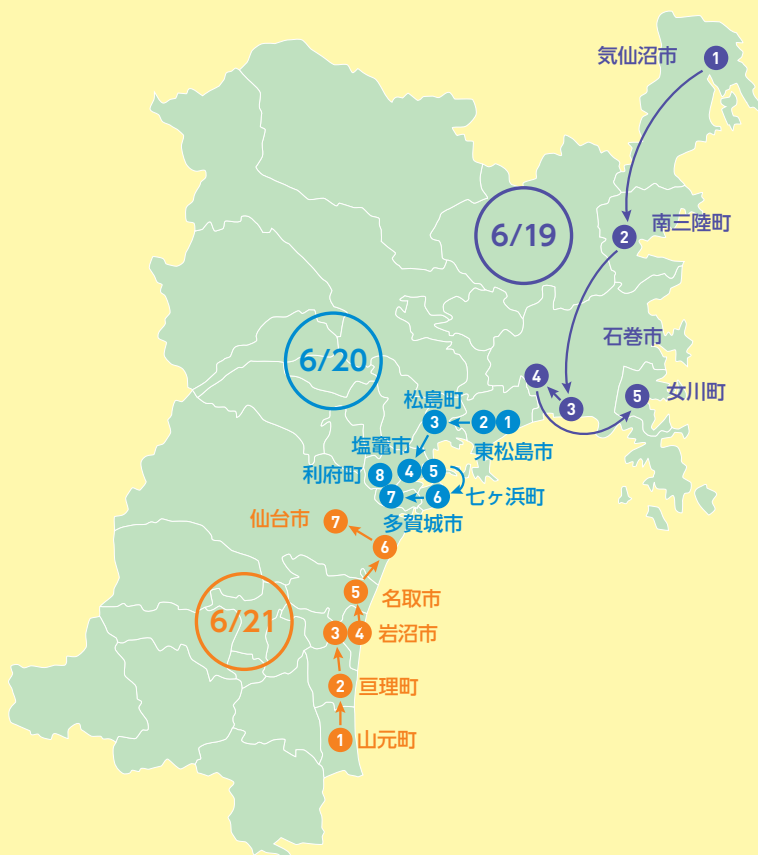 気仙沼市
1
南三陸町
2
6/19
石巻市
4
3
5
女川町
6/20
松島町
3
2
1
東松島市
塩竈市
4
5
利府町
8
7
6
七ヶ浜町
多賀城市
仙台市
7
6
5
名取市
6/21
3
4
岩沼市
2
亘理町
1
山元町